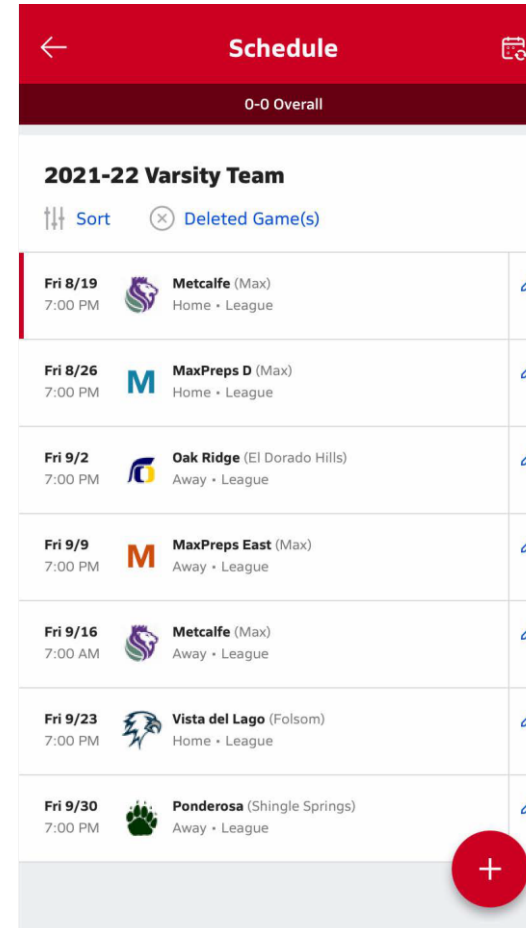 Schedule
0-0 Overall
2021-22 Varsity Team
Sort Deleted Game(s)
Fri 8/19 Metcalfe (Max)
7:00 PM Home • League
Fri 8/26 M MaxPreps D (Max)
7:00 PM Home • League
Fri 9/2 Oak Ridge (El Dorado Hills)
7:00 PM Away • League
Fri 9/9 M MaxPreps East (Max)
7:00 PM Away • League
Fri 9/16 Metcalfe (Max)
7:00 AM Away • League
Fri 9/23 Vista del Lago (Folsom)
7:00 PM Home • League
Fri 9/30 Ponderosa (Shingle Springs)
7:00 PM Away • League
+